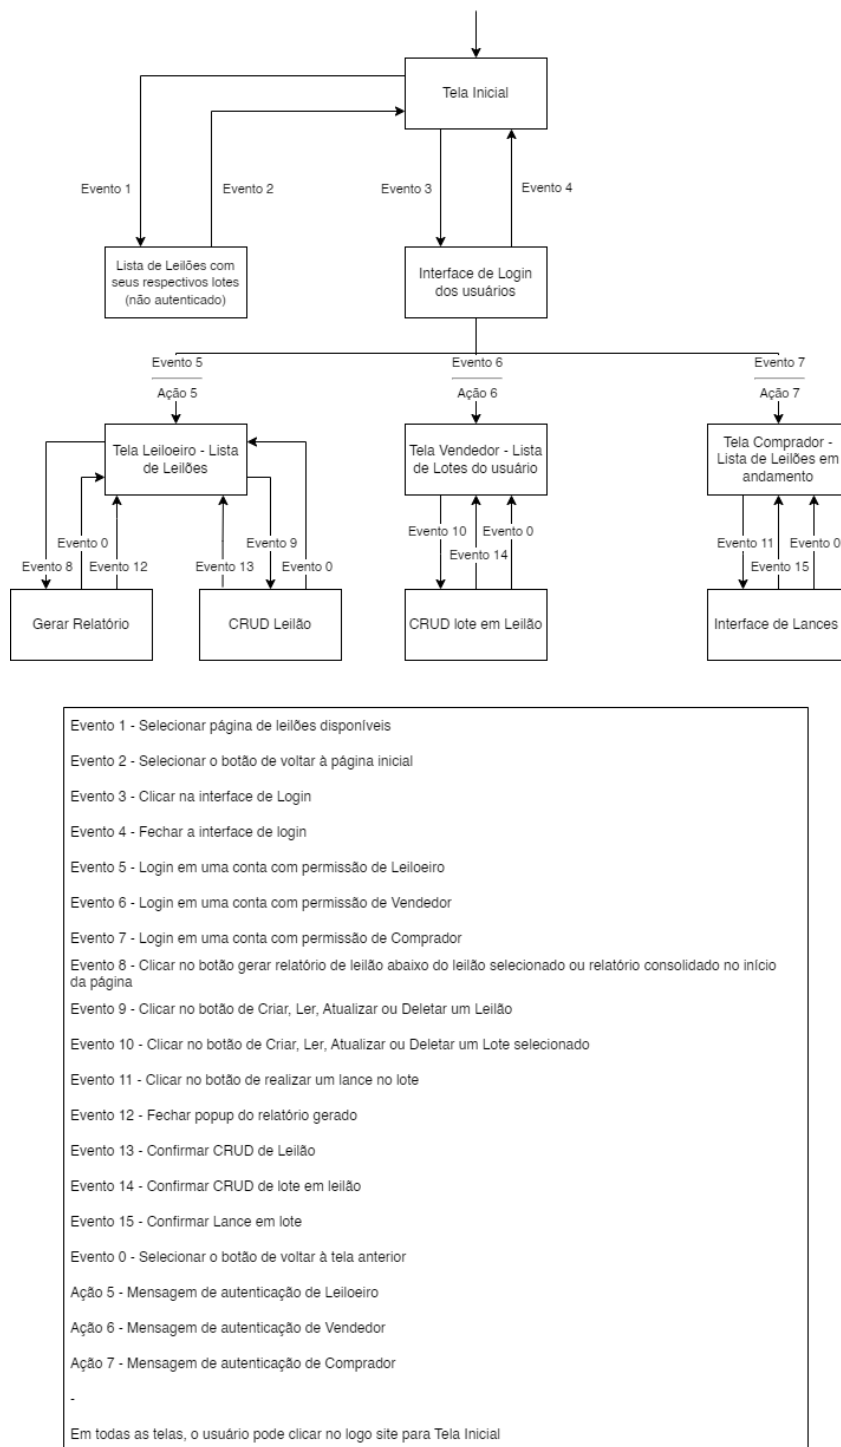 Tela Inicial
Evento 1
Evento 2
Evento 3
Evento 4
Lista de Leilões com
seus respectivos lotes
(não autenticado)
Interface de Login
dos usuários
Evento 5
Ação 5
Evento 6
Ação 6
Evento 7
Ação 7
Tela Leiloeiro - Lista
de Leilões
Tela Vendedor - Lista
de Lotes do usuário
Tela Comprador -
Lista de Leilões em
andamento
Evento 8
Evento 0
Evento 12
Evento 13
Evento 9
Evento 0
Evento 10
Evento 14
Evento 0
Evento 11
Evento 15
Evento 0
Gerar Relatório
CRUD Leilão
CRUD lote em Leilão
Interface de Lances
Evento 1 - Selecionar página de leilões disponíveis
Evento 2 - Selecionar o botão de voltar à página inicial
Evento 3 - Clicar na interface de Login
Evento 4 - Fechar a interface de login
Evento 5 - Login em uma conta com permissão de Leiloeiro
Evento 6 - Login em uma conta com permissão de Vendedor
Evento 7 - Login em uma conta com permissão de Comprador
Evento 8 - Clicar no botão gerar relatório de leilão abaixo do leilão selecionado ou relatório consolidado no início
da página
Evento 9 - Clicar no botão de Criar, Ler, Atualizar ou Deletar um Leilão
Evento 10 - Clicar no botão de Criar, Ler, Atualizar ou Deletar um Lote selecionado
Evento 11 - Clicar no botão de realizar um lance no lote
Evento 12 - Fechar popup do relatório gerado
Evento 13 - Confirmar CRUD de Leilão
Evento 14 - Confirmar CRUD de lote em leilão
Evento 15 - Confirmar Lance em lote
Evento 0 - Selecionar o botão de voltar à tela anterior
Ação 5 - Mensagem de autenticação de Leiloeiro
Ação 6 - Mensagem de autenticação de Vendedor
Ação 7 - Mensagem de autenticação de Comprador
-
Em todas as telas, o usuário pode clicar no logo site para Tela Inicial